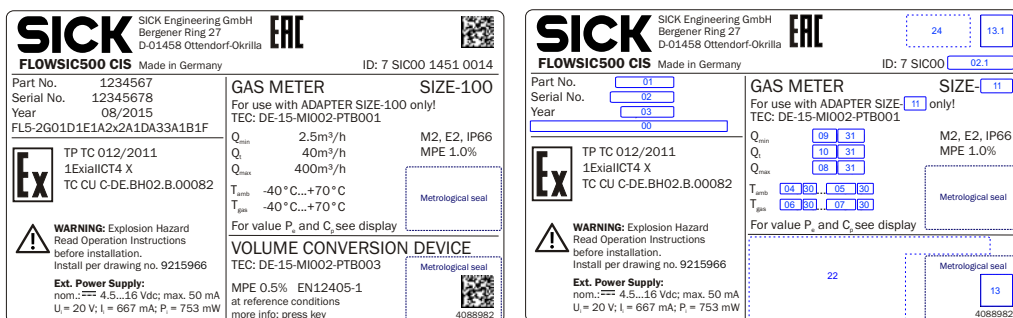 SICK
SICK Engineering GmbH
Bergener Ring 27
D-01458 Ottendorf-Okrilla
EAC
FLOWSIC500 CIS Made in Germany
ID: 7 SIC00 1451 0014
Part No. 1234567
Serial No. 12345678
Year 08/2015
FL5-2G01D1E1A2x2A1DA33A1B1F
GAS METER SIZE-100
For use with ADAPTER SIZE-100 only!
TEC: DE-15-MI002-PTB001
Qmin 2.5m³/h M2, E2, IP66
Qt 40m³/h MPE 1.0%
Qmax 400m³/h
Tamb -40°C...+70°C
Tgas -40°C...+70°C
Metrological seal
For value Pe and Cp see display
Ex
TP TC 012/2011
1ExiaIICT4 X
TC CU C-DE.BH02.B.00082
WARNING: Explosion Hazard
Read Operation Instructions
before installation.
Install per drawing no. 9215966
Ext. Power Supply:
nom.: 4.5...16 Vdc; max. 50 mA
Ui = 20 V; Ii = 667 mA; Pi = 753 mW
VOLUME CONVERSION DEVICE
TEC: DE-15-MI002-PTB003
Metrological seal
MPE 0.5% EN12405-1
at reference conditions
more info: press key
4088982
SICK
SICK Engineering GmbH
Bergener Ring 27
D-01458 Ottendorf-Okrilla
EAC
24
13.1
FLOWSIC500 CIS Made in Germany
ID: 7 SIC00 02.1
Part No. 01
Serial No. 02
Year 03
00
GAS METER SIZE- 11
For use with ADAPTER SIZE- 11 only!
TEC: DE-15-MI002-PTB001
Qmin 09 31 M2, E2, IP66
Qt 10 31 MPE 1.0%
Qmax 08 31
Tamb 04 30 ... 05 30
Tgas 06 30 ... 07 30
Metrological seal
For value Pe and Cp see display
Ex
TP TC 012/2011
1ExiaIICT4 X
TC CU C-DE.BH02.B.00082
WARNING: Explosion Hazard
Read Operation Instructions
before installation.
Install per drawing no. 9215966
Ext. Power Supply:
nom.: 4.5...16 Vdc; max. 50 mA
Ui = 20 V; Ii = 667 mA; Pi = 753 mW
22
Metrological seal
13
4088982